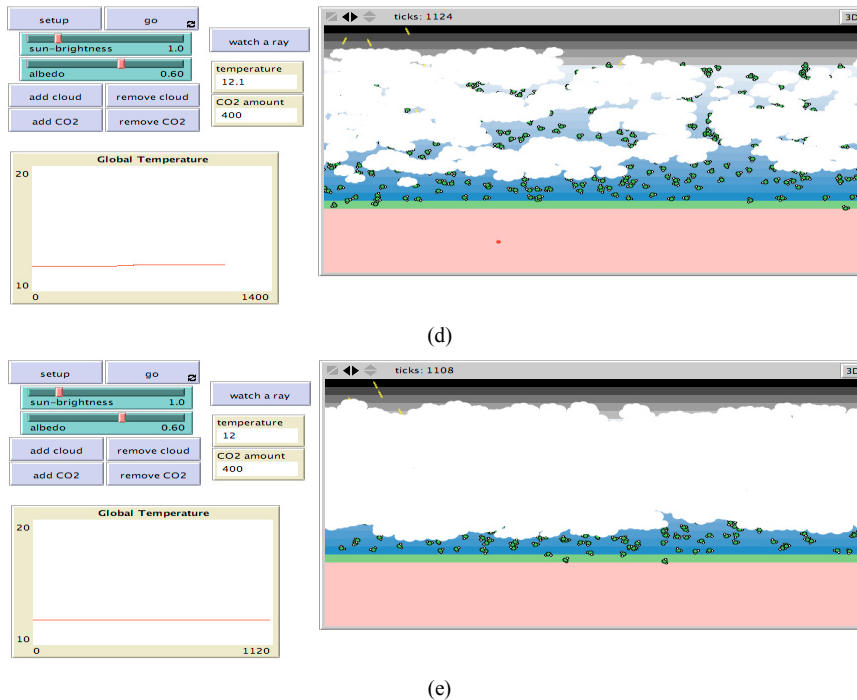 setup
go
ticks: 1124
3D
sun-brightness 1.0
watch a ray
albedo 0.60
temperature
12.1
add cloud
remove cloud
CO2 amount
400
add CO2
remove CO2
Global Temperature
20
10
0
1400
(d)
setup
go
ticks: 1108
3D
sun-brightness 1.0
watch a ray
albedo 0.60
temperature
12
add cloud
remove cloud
CO2 amount
400
add CO2
remove CO2
Global Temperature
20
10
0
1120
(e)